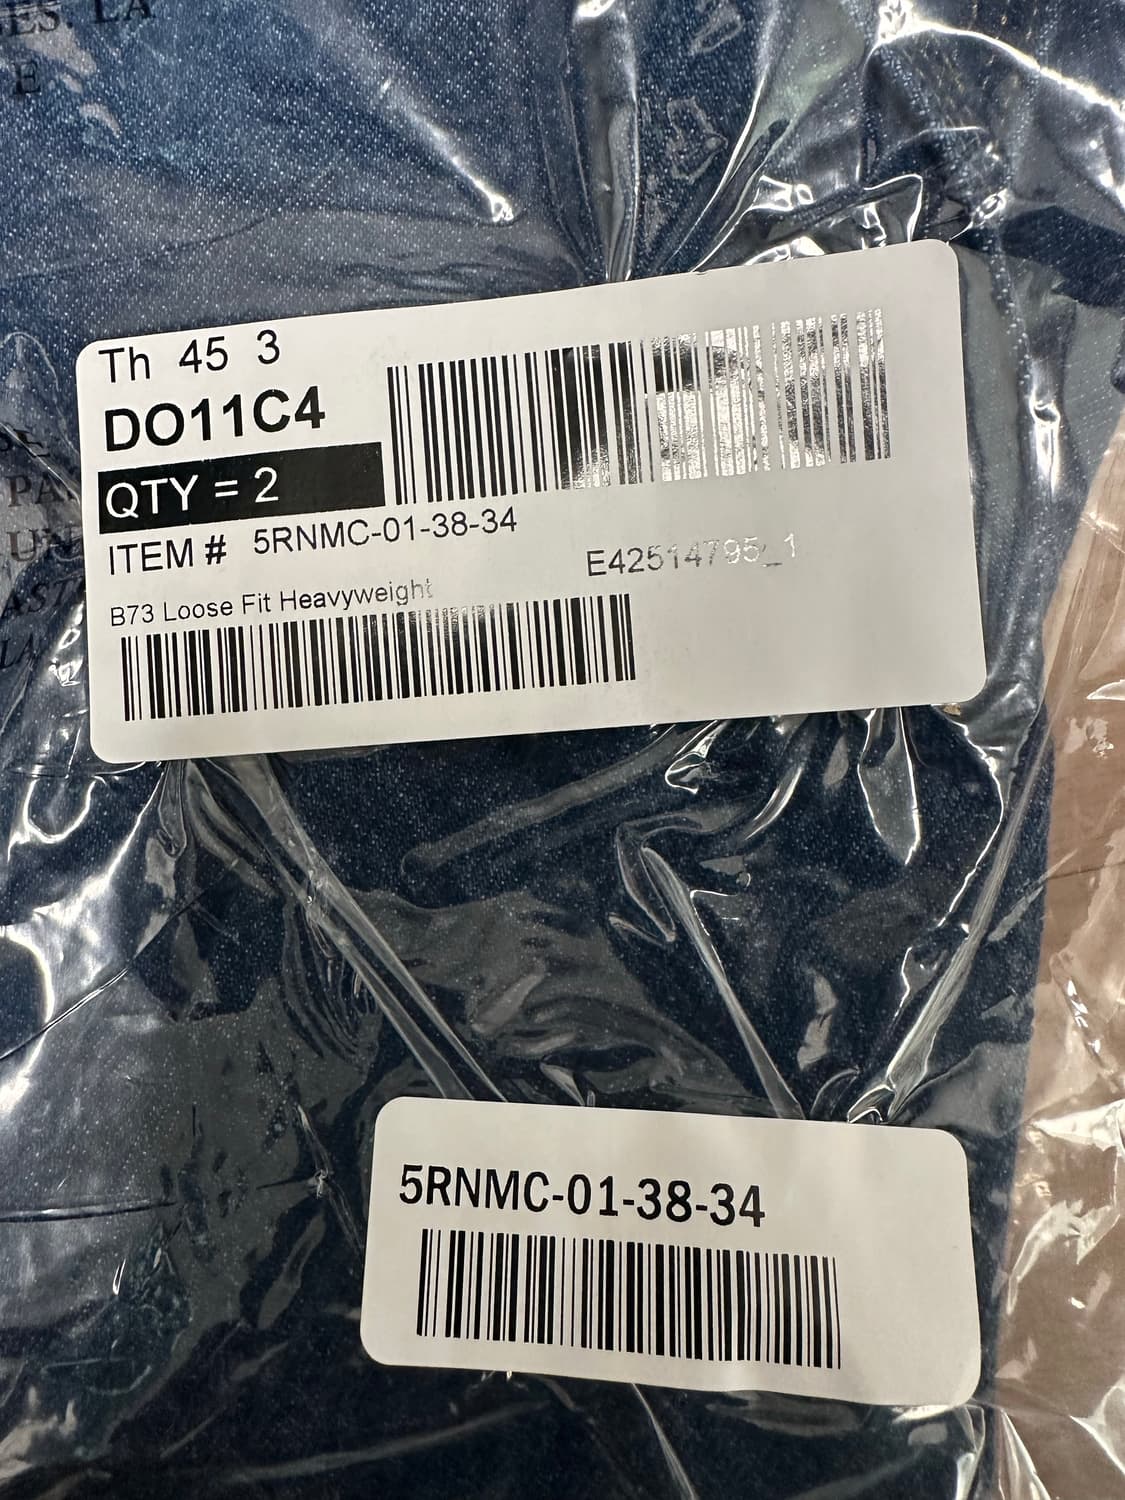 LA
E
Th 45 3
DO11C4
QTY = 2
ITEM # 5RNMC-01-38-34
E42514795_1
B73 Loose Fit Heavyweight
5RNMC-01-38-34